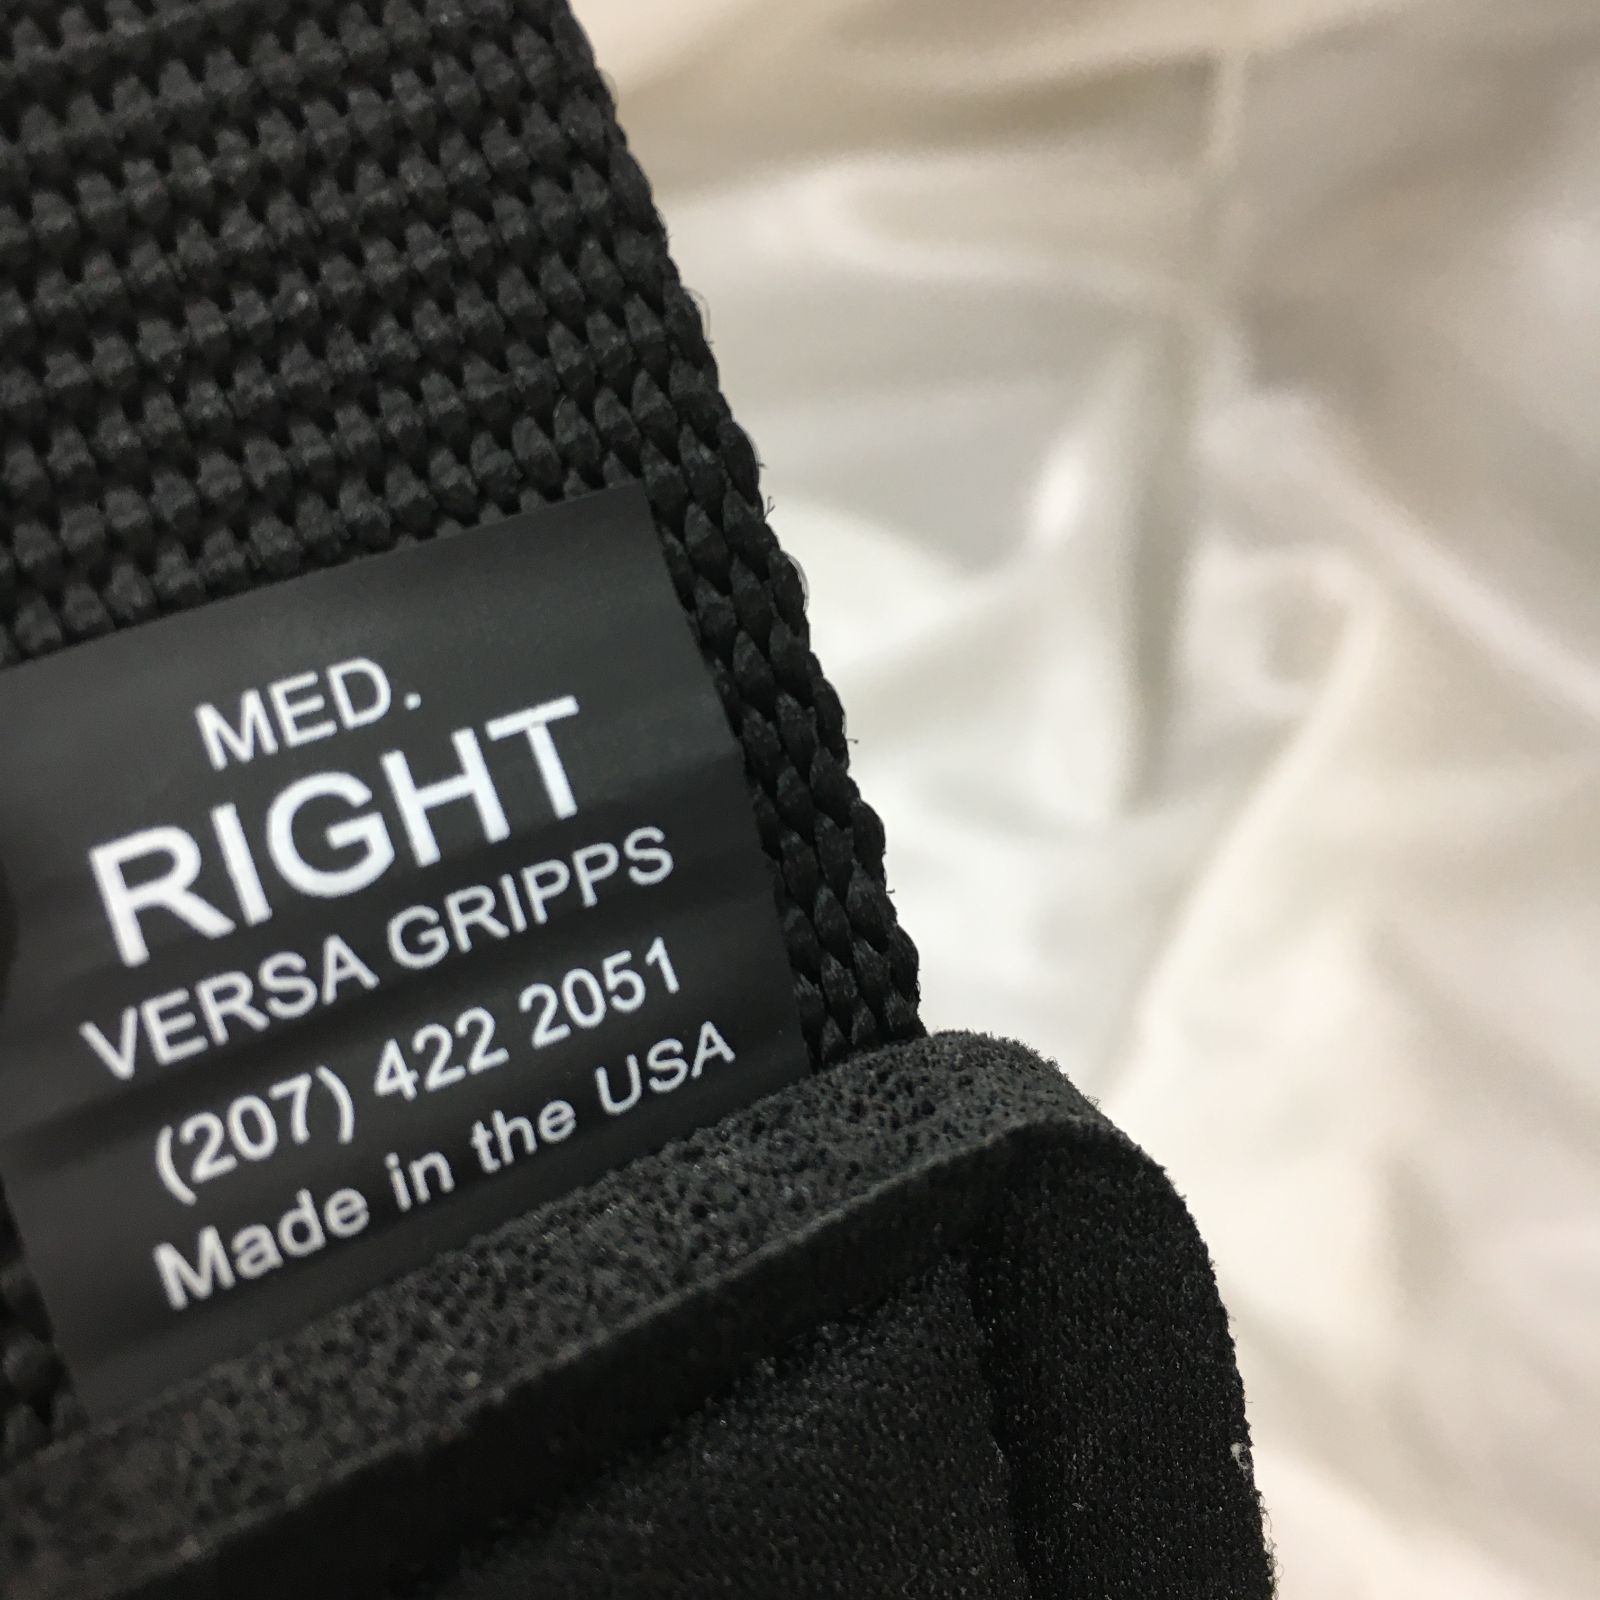 MED.
RIGHT
VERSA GRIPPS
(207) 422 2051
Made in the USA